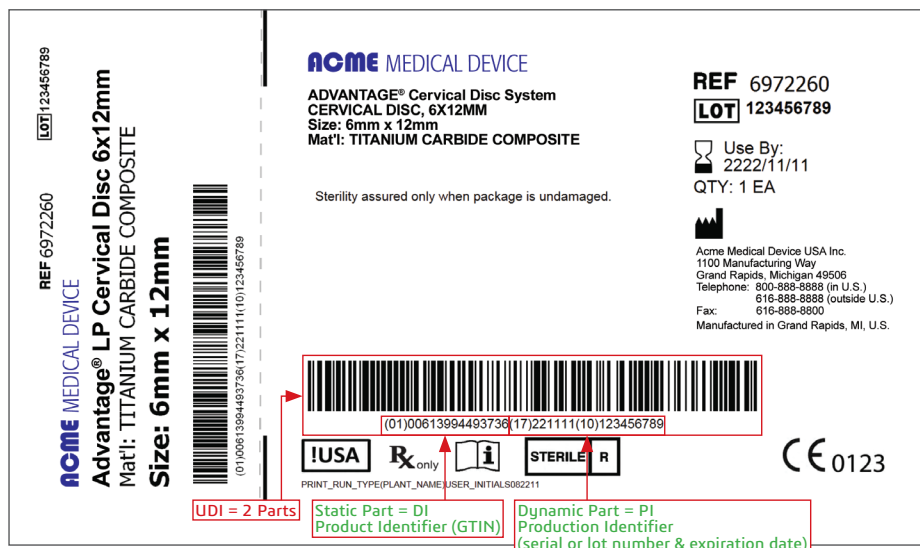 LOT 123456789
REF 6972260
ACME MEDICAL DEVICE
Advantage® LP Cervical Disc 6x12mm
Mat'l: TITANIUM CARBIDE COMPOSITE
Size: 6mm x 12mm
(01)00613994493736(17)221111(10)123456789
ACME MEDICAL DEVICE
ADVANTAGE® Cervical Disc System
CERVICAL DISC, 6X12MM
Size: 6mm x 12mm
Mat'l: TITANIUM CARBIDE COMPOSITE
Sterility assured only when package is undamaged.
REF 6972260
LOT 123456789
Use By:
2222/11/11
QTY: 1 EA
Acme Medical Device USA Inc.
1100 Manufacturing Way
Grand Rapids, Michigan 49506
Telephone: 800-888-8888 (in U.S.)
616-888-8888 (outside U.S.)
Fax: 616-888-8800
Manufactured in Grand Rapids, MI, U.S.
(01)00613994493736(17)221111(10)123456789
!USA
Rx only
i
STERILE R
CE 0123
PRINT_RUN_TYPE(PLANT_NAME)USER_INITIALS082211
UDI = 2 Parts
Static Part = DI
Product Identifier (GTIN)
Dynamic Part = PI
Production Identifier
(serial or lot number & expiration date)